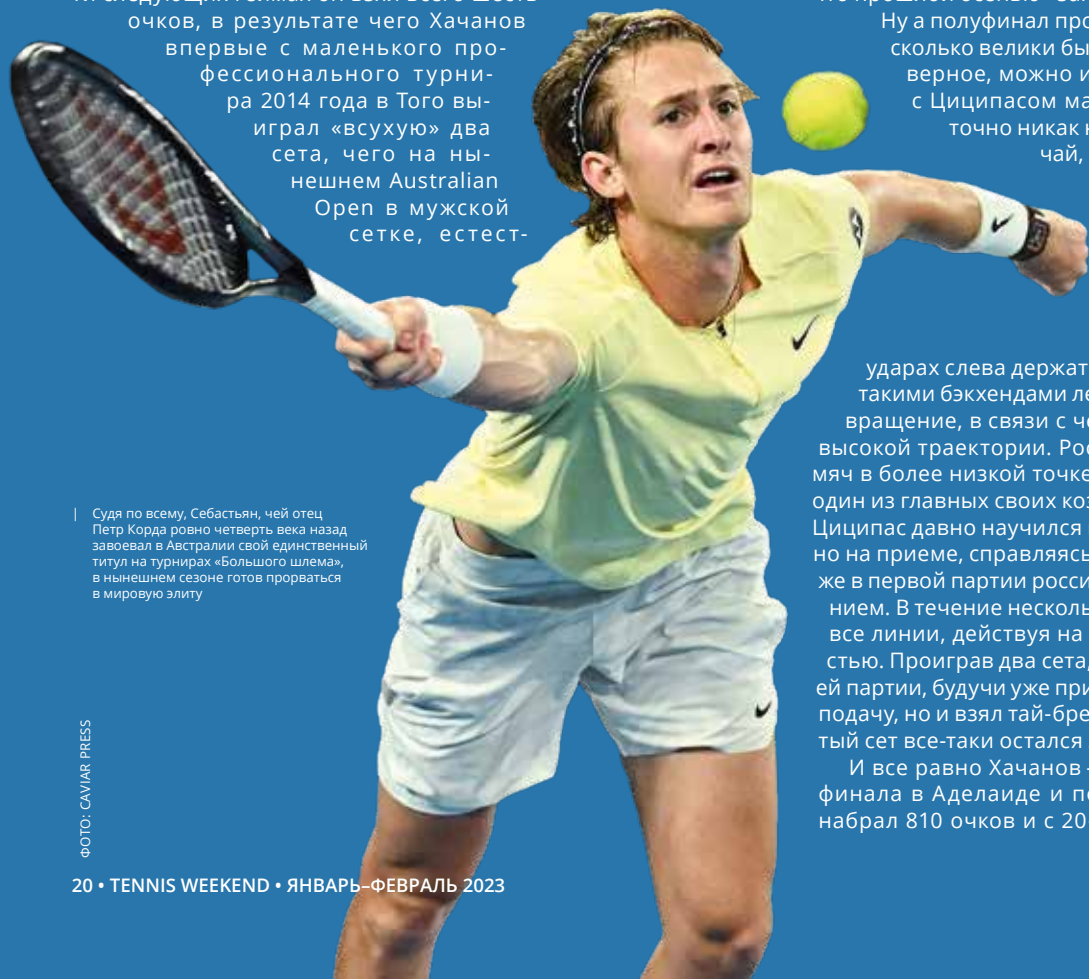 очков, в результате чего Хачанов
впервые с маленького про-
фессионального турни-
ра 2014 года в Того вы-
играл «всухую» два
сета, чего на ны-
нешнем Australian
Open в мужской
сетке, естест-
Судя по всему, Себастьян, чей отец
Петр Корда ровно четверть века назад
завоевал в Австралии свой единственный
титул на турнирах «Большого шлема»,
в нынешнем сезоне готов прорваться
в мировую элиту
ФОТО: CAVIAR PRESS
20 • TENNIS WEEKEND • ЯНВАРЬ–ФЕВРАЛЬ 2023
Ну а полуфинал про
сколько велики бы
верное, можно и
с Циципасом ма
точно никак
чай,
ударах слева держат
такими бэкхендами ле
вращение, в связи с че
высокой траектории. Рос
мяч в более низкой точке
один из главных своих коз
Циципас давно научился
но на приеме, справляясь
же в первой партии росси
нием. В течение несколь
все линии, действуя на
стью. Проиграв два сета,
ей партии, будучи уже при
подачу, но и взял тай-бре
тый сет все-таки остался
И все равно Хачанов
финала в Аделаиде и по
набрал 810 очков и с 20